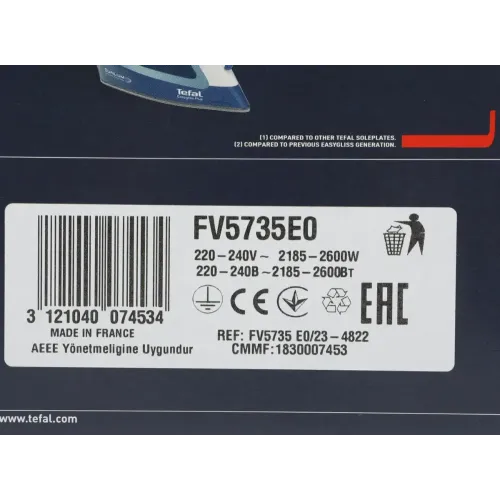 Tefal
[1] COMPARED TO OTHER TEFAL SOLEPLATES.
[2] COMPARED TO PREVIOUS EASYGLISS GENERATION.
FV5735E0
220-240V~ 2185-2600W
220-240В~2185-2600Вт
CE
EAC
3 121040 074534
MADE IN FRANCE
AEEE Yönetmeligine Uygundur
REF: FV5735 E0/23-4822
CMMF:1830007453
www.tefal.com